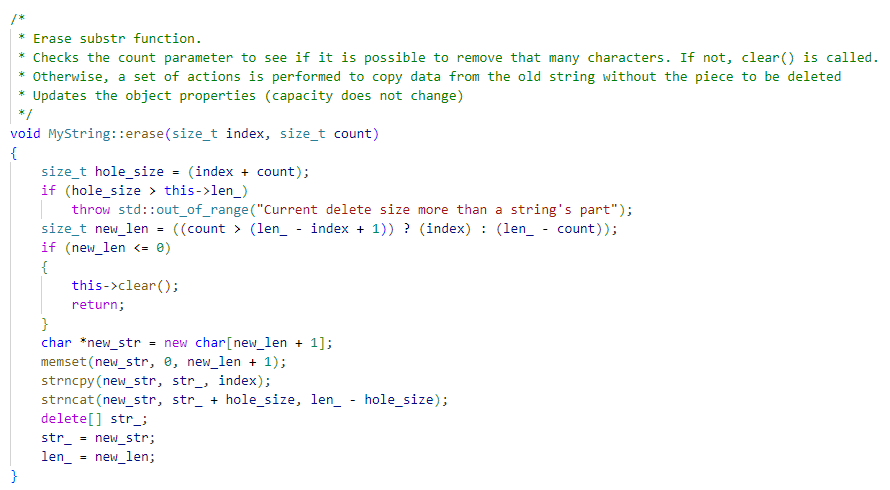 /*
 * Erase substr function.
 * Checks the count parameter to see if it is possible to remove that many characters. If not, clear() is called.
 * Otherwise, a set of actions is performed to copy data from the old string without the piece to be deleted
 * Updates the object properties (capacity does not change)
 */
void MyString::erase(size_t index, size_t count)
{
    size_t hole_size = (index + count);
    if (hole_size > this->len_)
        throw std::out_of_range("Current delete size more than a string's part");
    size_t new_len = ((count > (len_ - index + 1)) ? (index) : (len_ - count));
    if (new_len <= 0)
    {
        this->clear();
        return;
    }
    char *new_str = new char[new_len + 1];
    memset(new_str, 0, new_len + 1);
    strncpy(new_str, str_, index);
    strncat(new_str, str_ + hole_size, len_ - hole_size);
    delete[] str_;
    str_ = new_str;
    len_ = new_len;
}